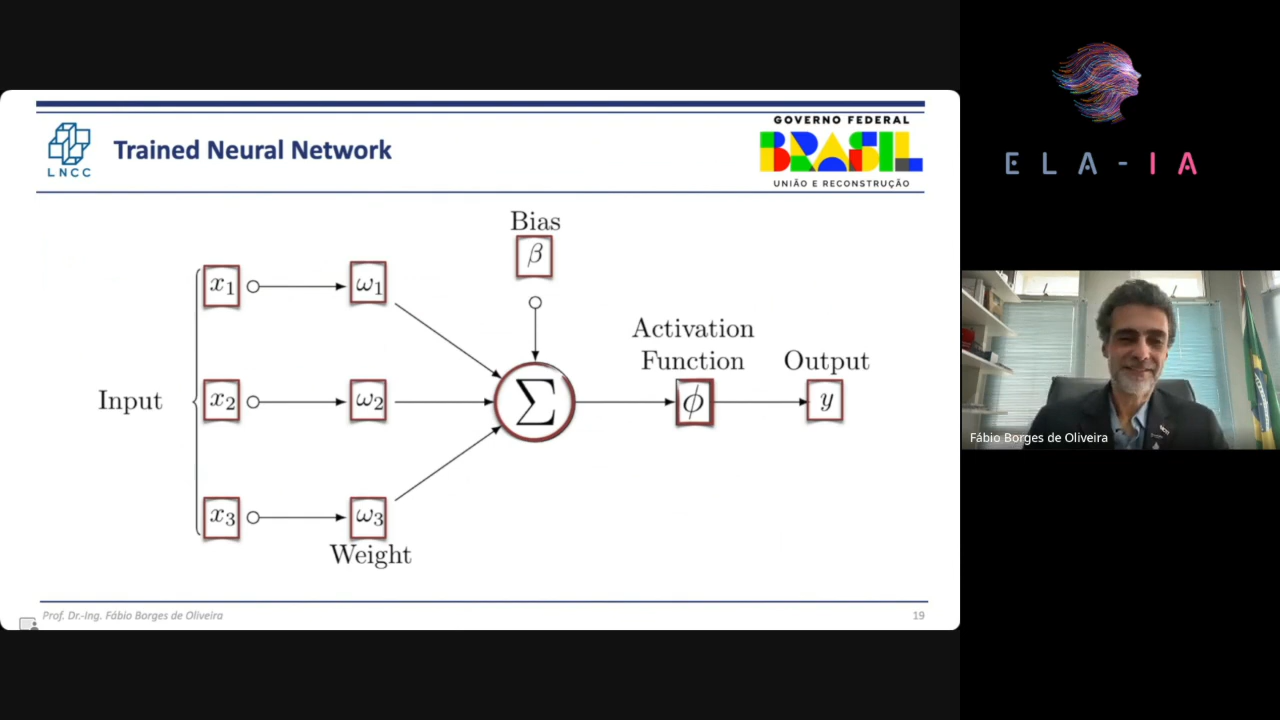 LNCC
Trained Neural Network
GOVERNO FEDERAL
BRASIL
UNIÃO E RECONSTRUÇÃO
Bias
β
x₁
ω₁
Activation
Function
Output
Input
x₂
ω₂
Σ
ϕ
y
x₃
ω₃
Weight
Prof. Dr.-Ing. Fábio Borges de Oliveira
19
ELA-IA
Fábio Borges de Oliveira